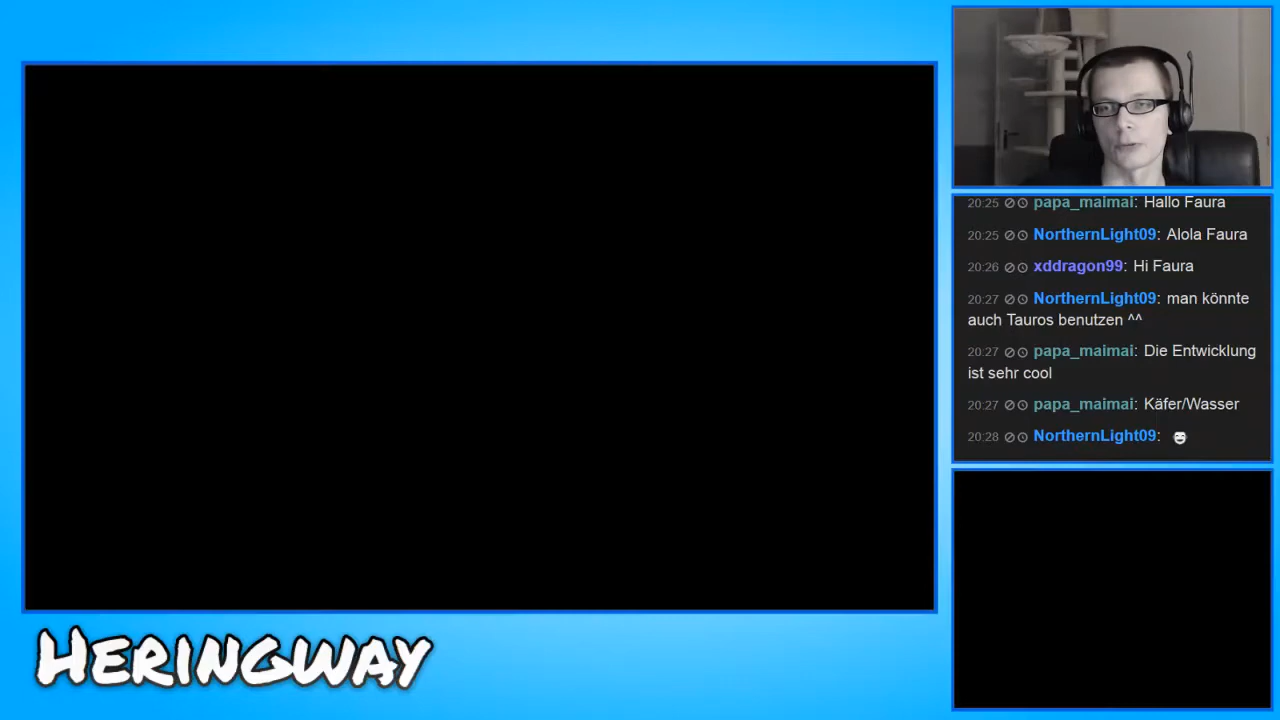 20:25 papa_maimai: Hallo Faura
20:25 NorthernLight09: Alola Faura
20:26 xddragon99: Hi Faura
20:27 NorthernLight09: man könnte
auch Tauros benutzen ^^
20:27 papa_maimai: Die Entwicklung
ist sehr cool
20:27 papa_maimai: Käfer/Wasser
20:28 NorthernLight09:
HERINGWAY